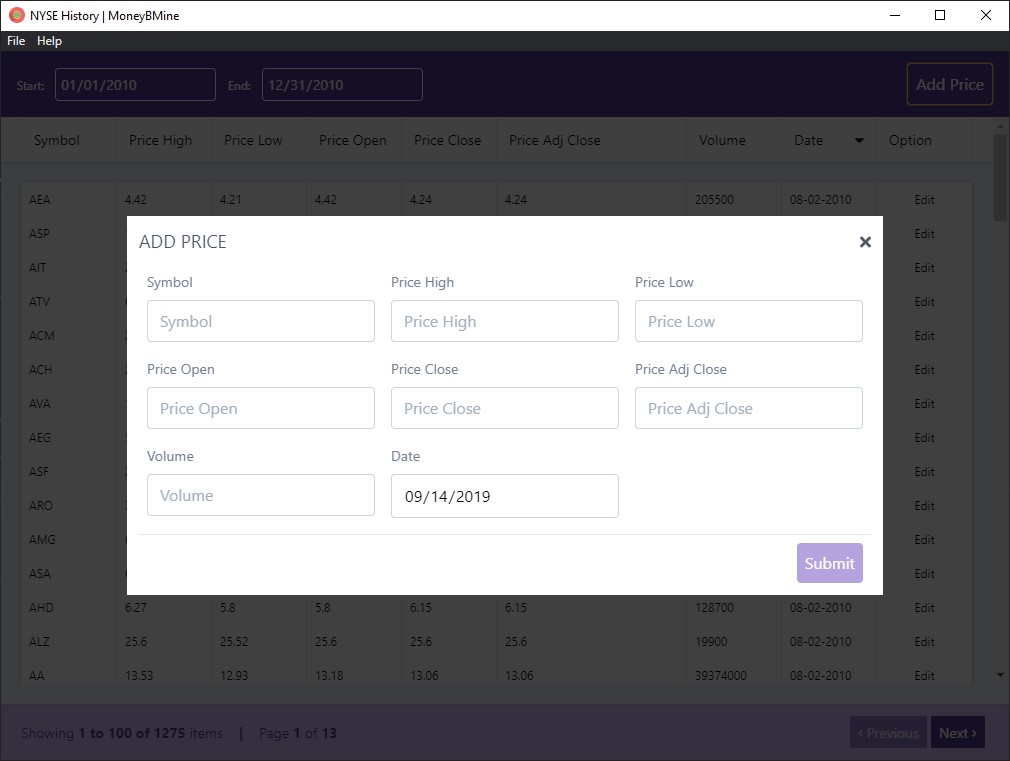 NYSE History | MoneyBMine
File Help
Start: 01/01/2010 End: 12/31/2010 Add Price
Symbol Price High Price Low Price Open Price Close Price Adj Close Volume Date Option
AEA 4.42 4.21 4.42 4.24 4.24 205500 08-02-2010 Edit
ASP Edit
AIT Edit
ATV Edit
ACM Edit
ACH Edit
AVA Edit
AEG Edit
ASF Edit
ARO Edit
AMG Edit
ASA Edit
ADD PRICE
Symbol Price High Price Low
Symbol Price High Price Low
Price Open Price Close Price Adj Close
Price Open Price Close Price Adj Close
Volume Date
Volume 09/14/2019
Submit
AHD 6.27 5.8 5.8 6.15 6.15 128700 08-02-2010 Edit
ALZ 25.6 25.52 25.6 25.6 25.6 19900 08-02-2010 Edit
AA 13.53 12.93 13.18 13.06 13.06 39374000 08-02-2010 Edit
Showing 1 to 100 of 1275 items | Page 1 of 13 ‹ Previous Next ›